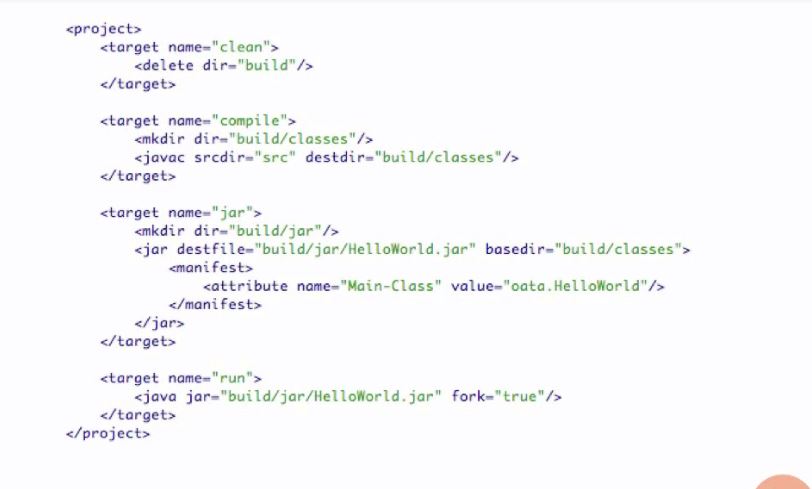 <project>
    <target name="clean">
        <delete dir="build"/>
    </target>

    <target name="compile">
        <mkdir dir="build/classes"/>
        <javac srcdir="src" destdir="build/classes"/>
    </target>

    <target name="jar">
        <mkdir dir="build/jar"/>
        <jar destfile="build/jar/HelloWorld.jar" basedir="build/classes">
            <manifest>
                <attribute name="Main-Class" value="oata.HelloWorld"/>
            </manifest>
        </jar>
    </target>

    <target name="run">
        <java jar="build/jar/HelloWorld.jar" fork="true"/>
    </target>
</project>